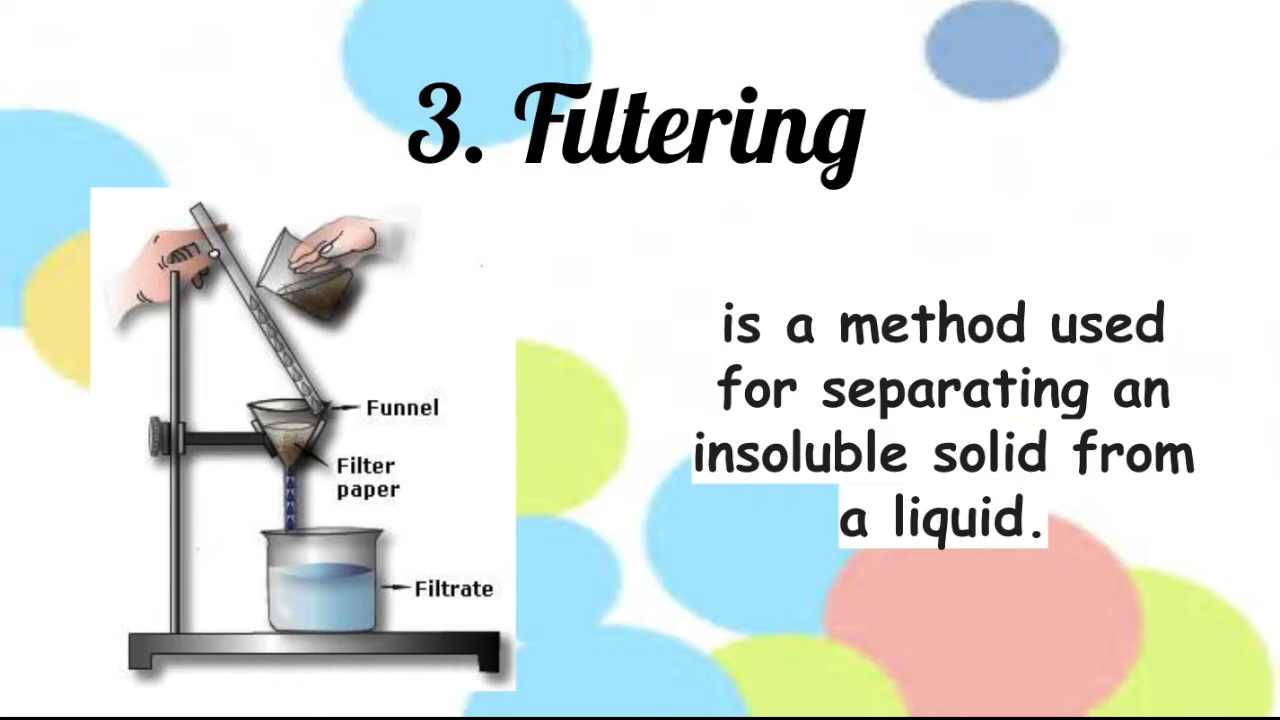 3. Filtering
Funnel
Filter
paper
Filtrate
is a method used
for separating an
insoluble solid from
a liquid.